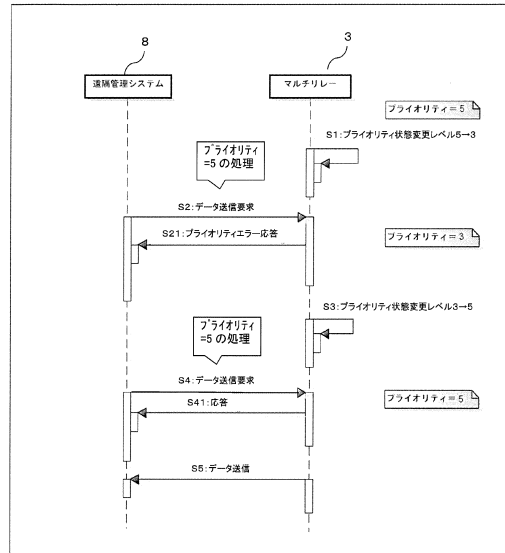 8
3
遠隔管理システム
マルチリレー
プライオリティ=5
S1:プライオリティ状態変更レベル5→3
プライオリティ
=5の処理
S2:データ送信要求
S21:プライオリティエラー応答
プライオリティ=3
S3:プライオリティ状態変更レベル3→5
プライオリティ
=5の処理
S4:データ送信要求
S41:応答
プライオリティ=5
S5:データ送信